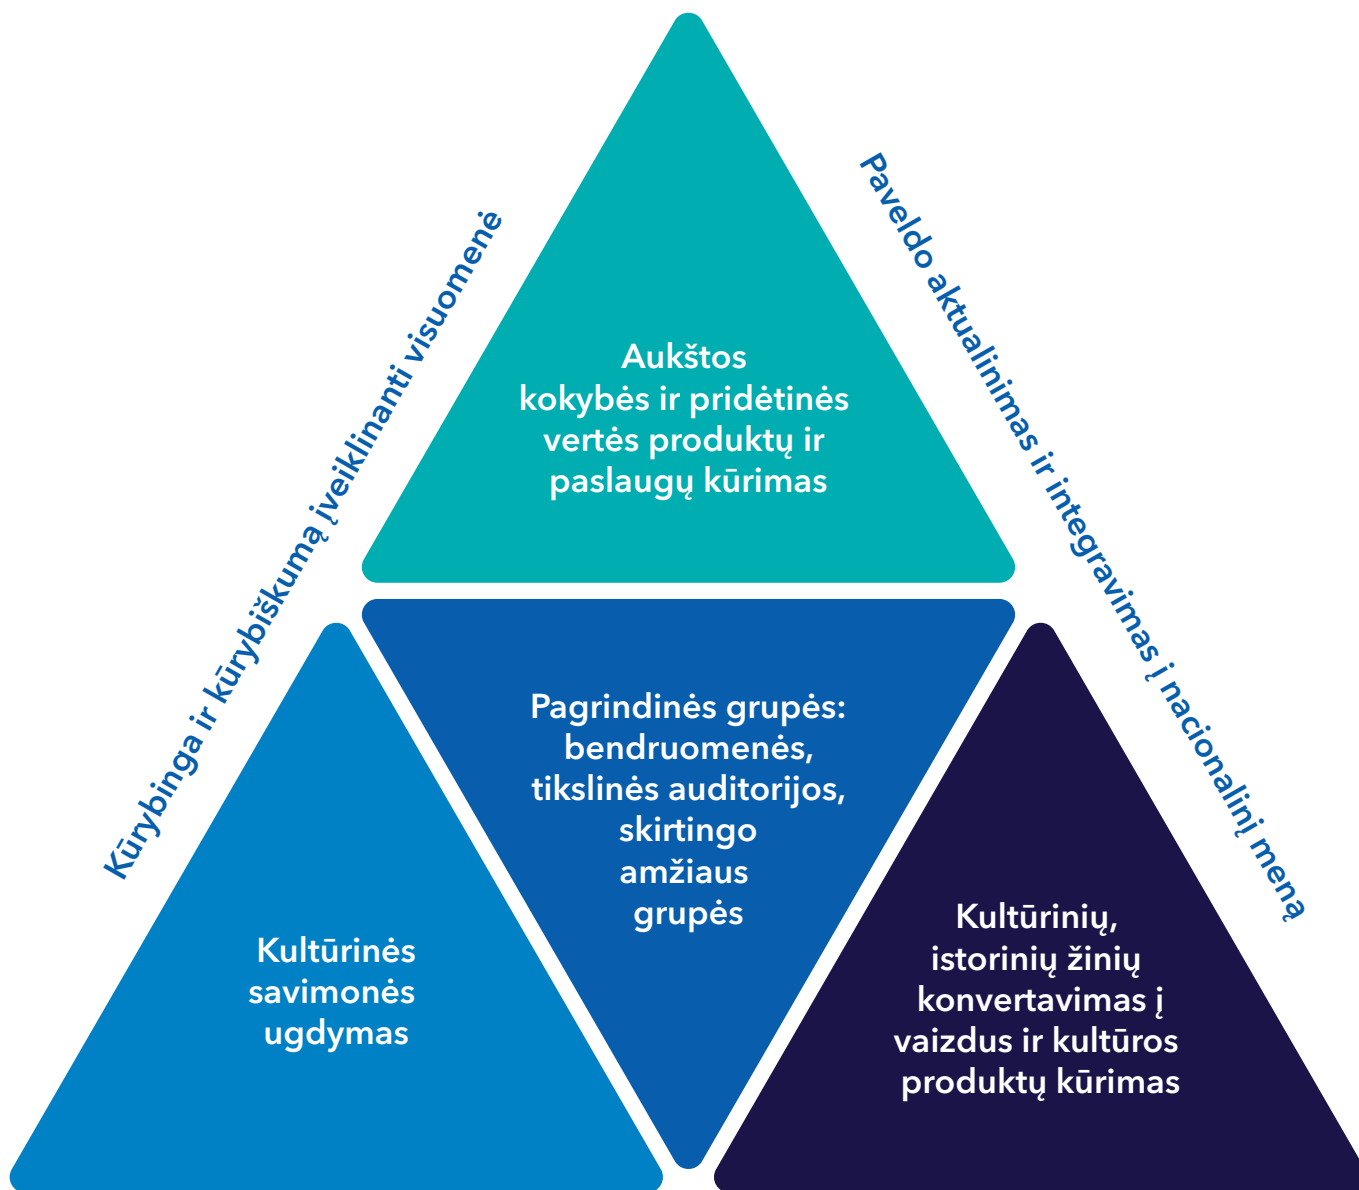 Kūrybinga ir kūrybiškumą įveiklinanti visuomenė
Paveldo aktualinimas ir integravimas į nacionalinį meną
Aukštos
kokybės ir pridėtinės
vertės produktų ir
paslaugų kūrimas
Pagrindinės grupės:
bendruomenės,
tikslinės auditorijos,
skirtingo
amžiaus
grupės
Kultūrinės
savimonės
ugdymas
Kultūrinių,
istorinių žinių
konvertavimas į
vaizdus ir kultūros
produktų kūrimas